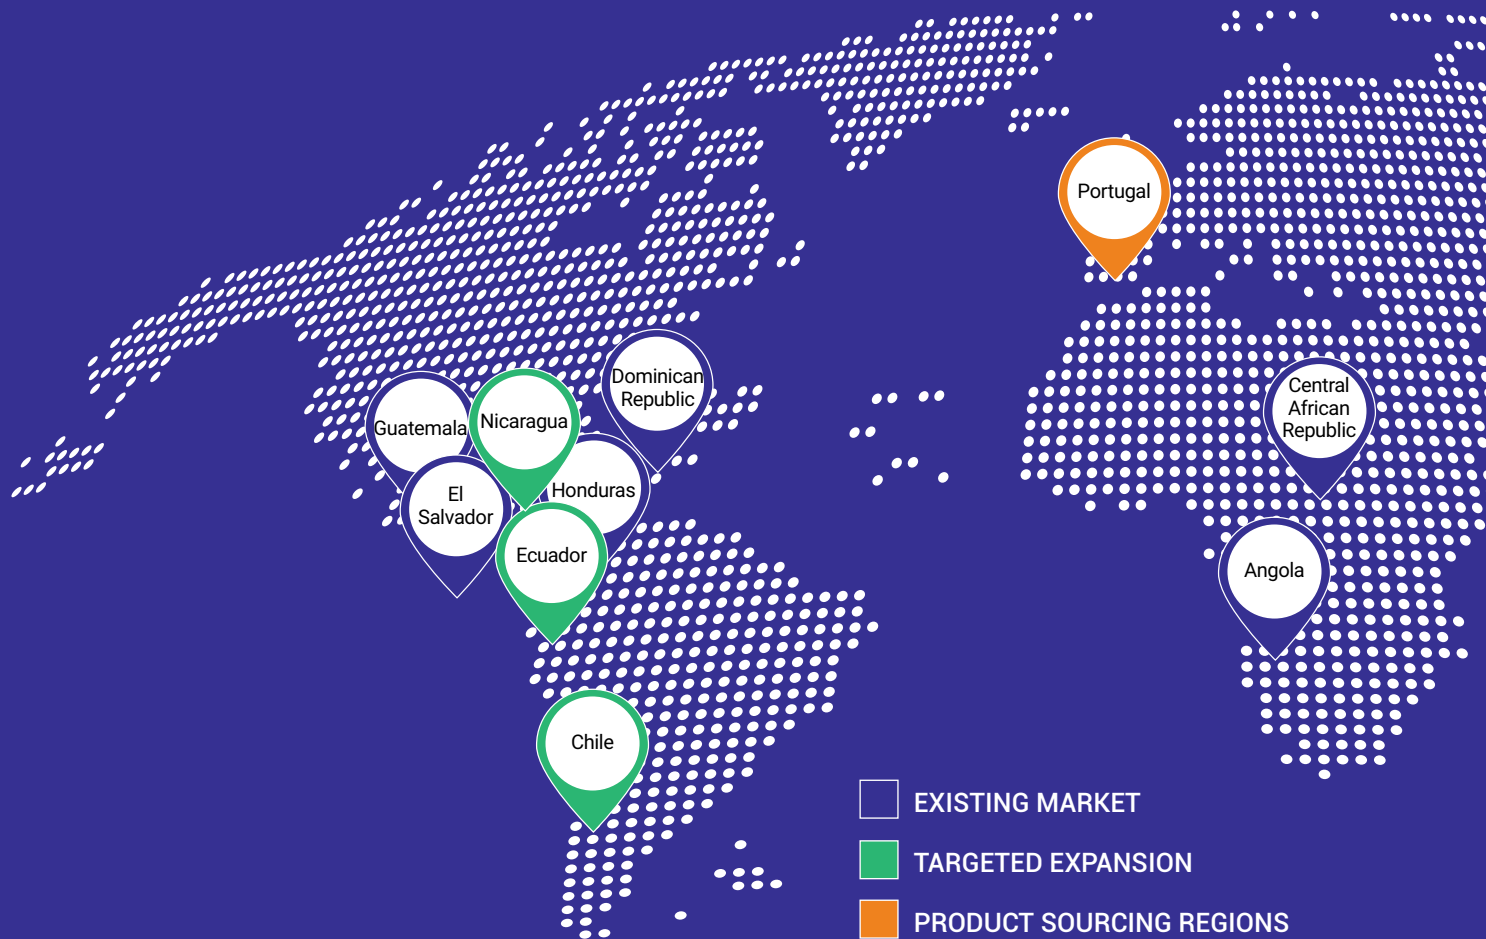 Portugal
Dominican
Republic
Central
African
Republic
Guatemala
Nicaragua
El
Salvador
Honduras
Ecuador
Angola
Chile
EXISTING MARKET
TARGETED EXPANSION
PRODUCT SOURCING REGIONS